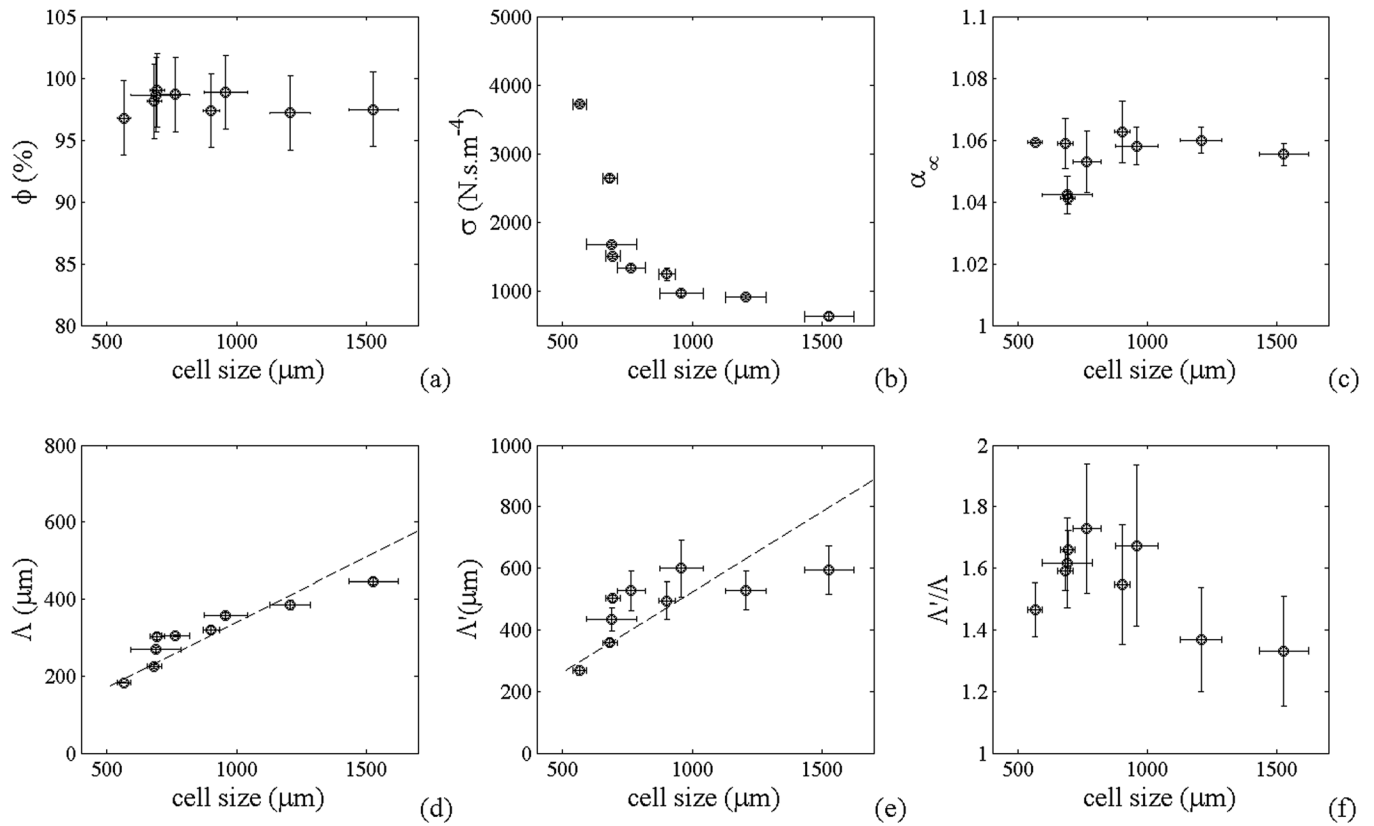 105
100
95
90
85
80
ϕ (%)
500 1000 1500
cell size (μm)
(a)
5000
4000
3000
2000
1000
σ (N.s.m⁻⁴)
500 1000 1500
cell size (μm)
(b)
1.1
1.08
1.06
1.04
1.02
1
α∝
500 1000 1500
cell size (μm)
(c)
800
600
400
200
0
Λ (μm)
500 1000 1500
cell size (μm)
(d)
1000
800
600
400
200
0
Λ'(μm)
500 1000 1500
cell size (μm)
(e)
2
1.8
1.6
1.4
1.2
1
Λ'/Λ
500 1000 1500
cell size (μm)
(f)